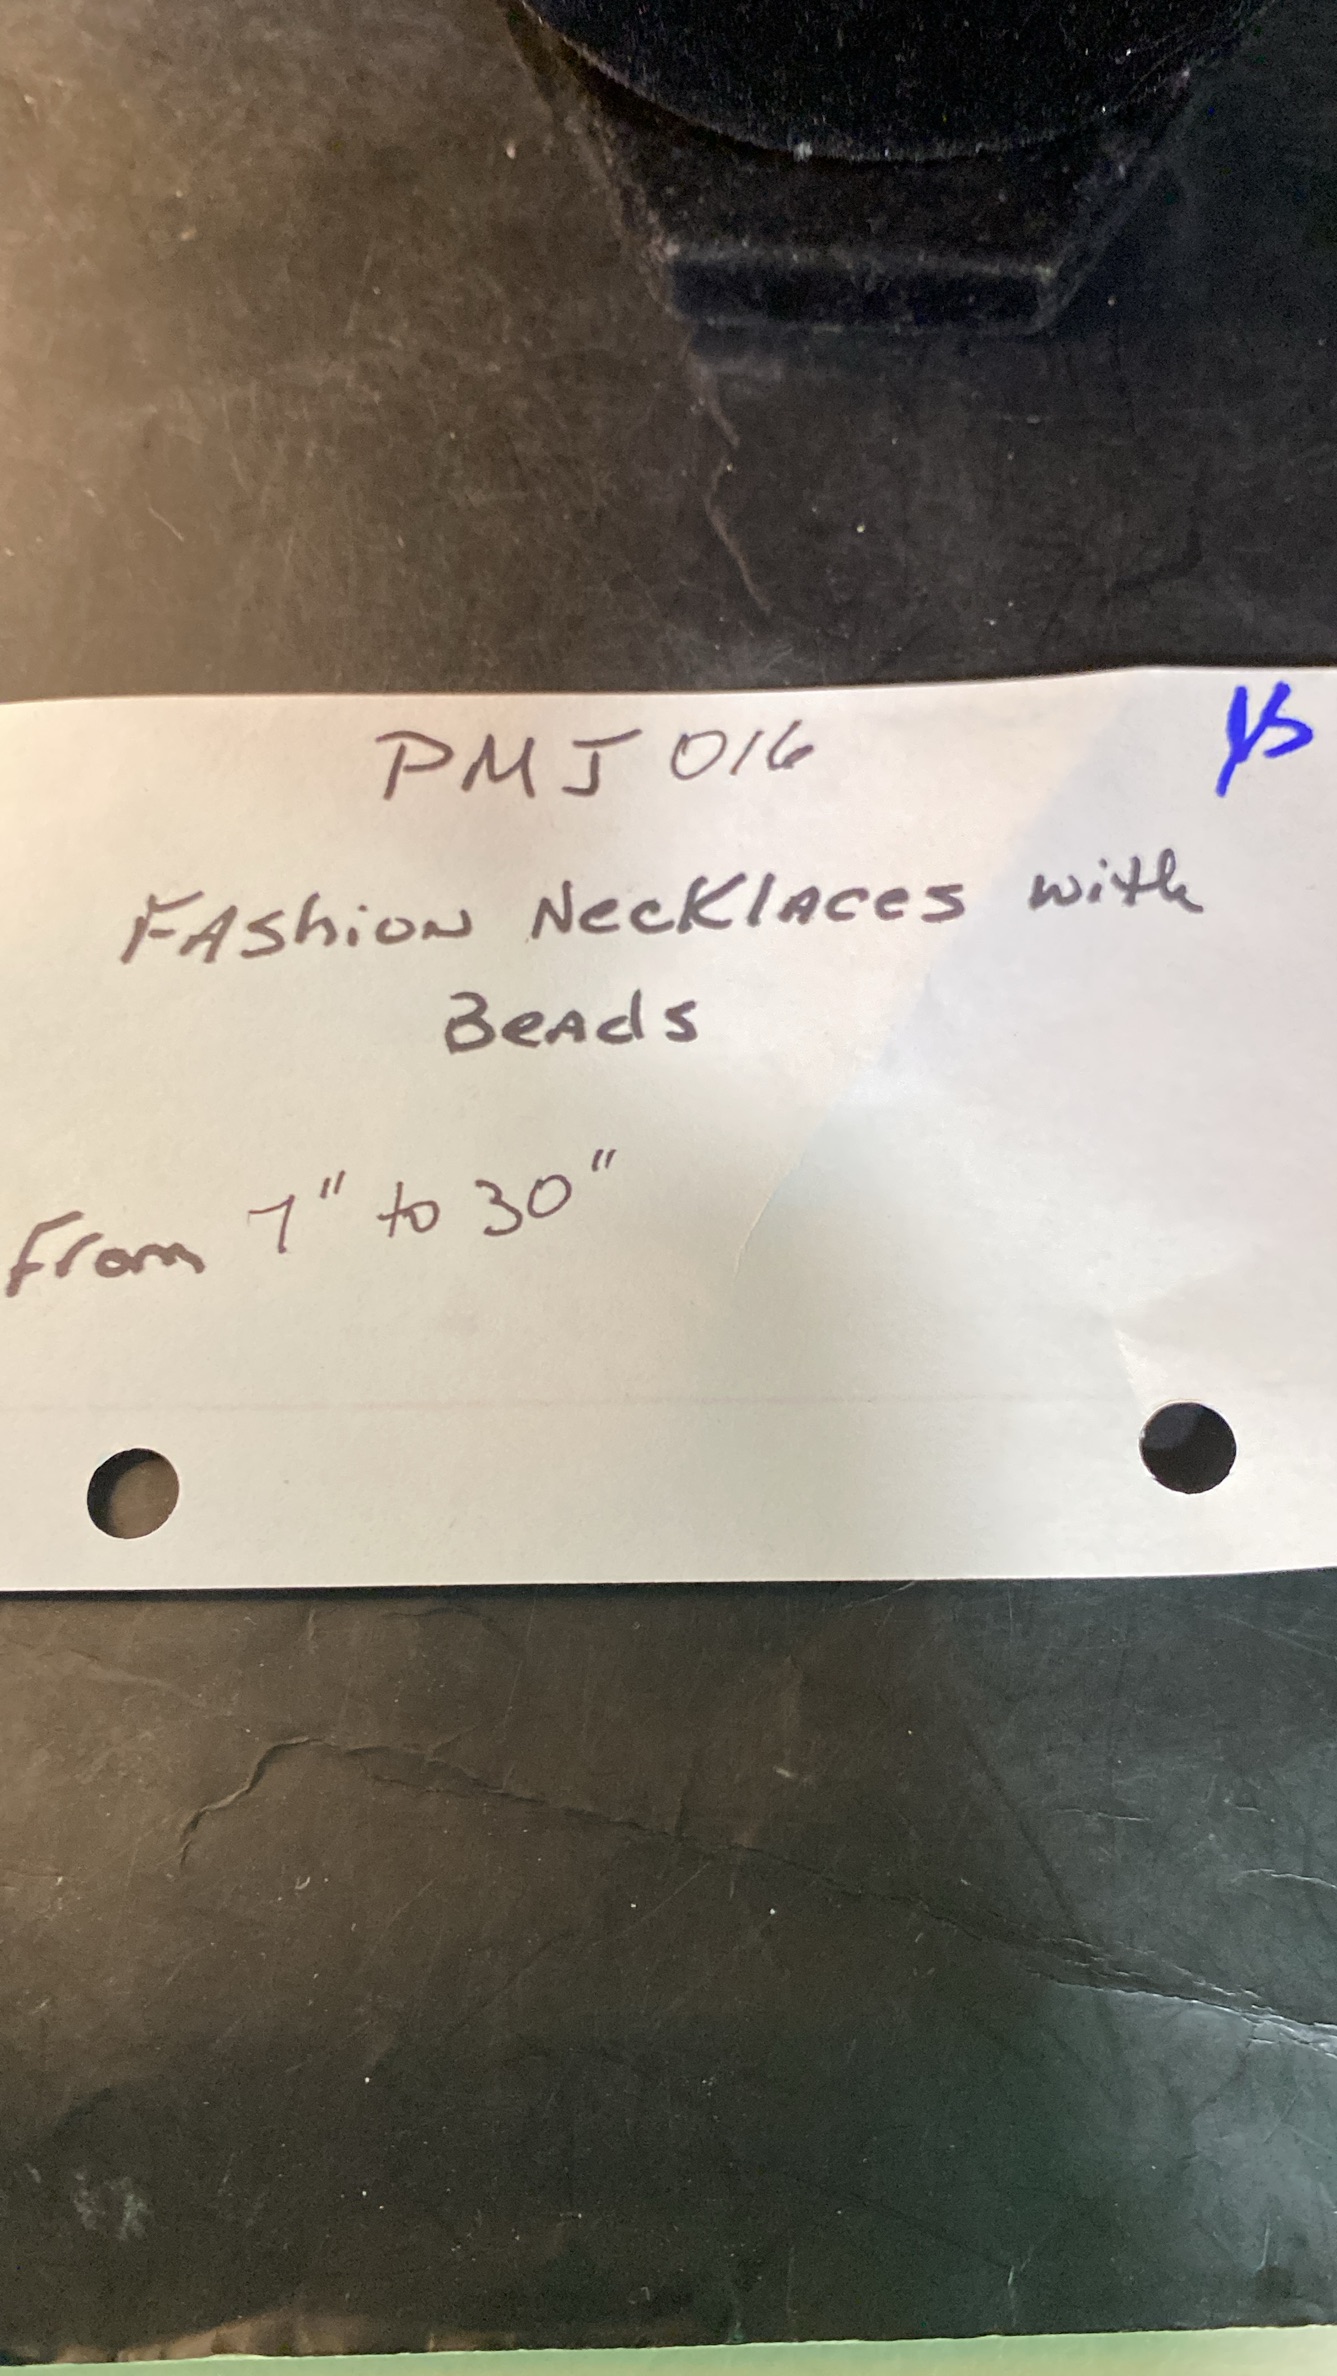 PMJ 016
Fashion Necklaces with
Beads
From 7" to 30"